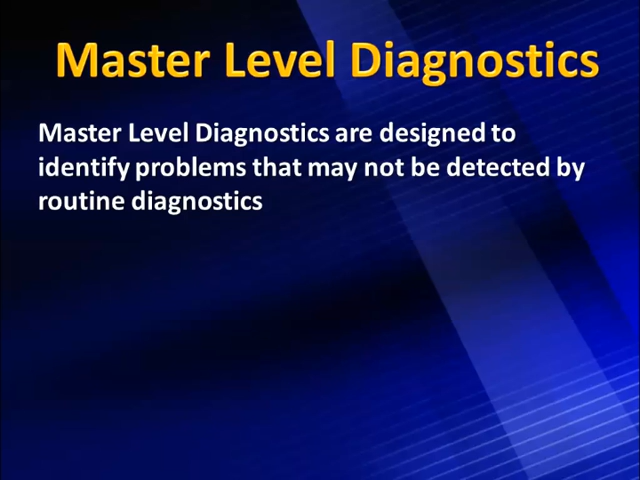 Master Level Diagnostics
Master Level Diagnostics are designed to
identify problems that may not be detected by
routine diagnostics